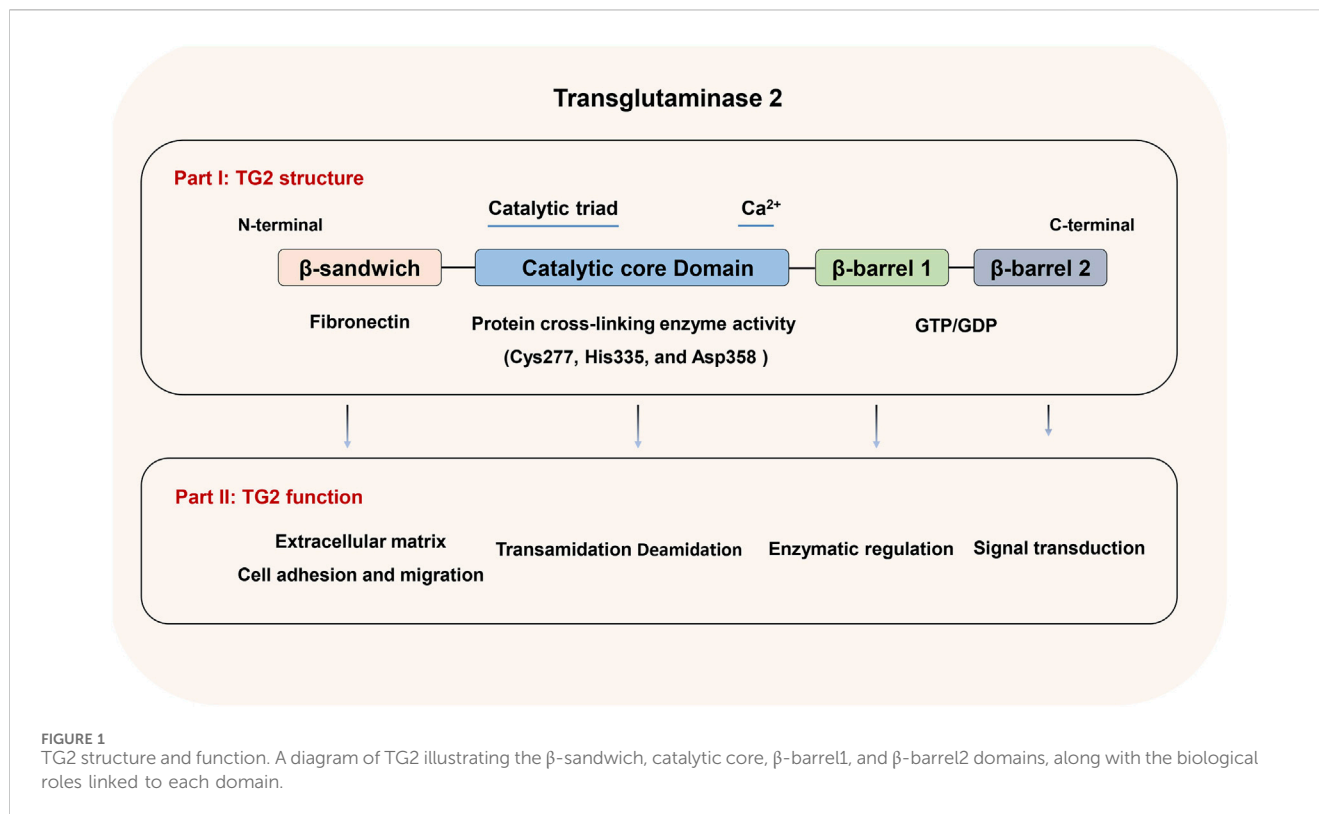 Transglutaminase 2
Part I: TG2 structure
Catalytic triad
Ca²⁺
N-terminal
C-terminal
β-sandwich
Catalytic core Domain
β-barrel 1
β-barrel 2
Fibronectin
Protein cross-linking enzyme activity
(Cys277, His335, and Asp358 )
GTP/GDP
Part II: TG2 function
Extracellular matrix
Cell adhesion and migration
Transamidation Deamidation
Enzymatic regulation
Signal transduction
FIGURE 1
TG2 structure and function. A diagram of TG2 illustrating the β-sandwich, catalytic core, β-barrel1, and β-barrel2 domains, along with the biological
roles linked to each domain.